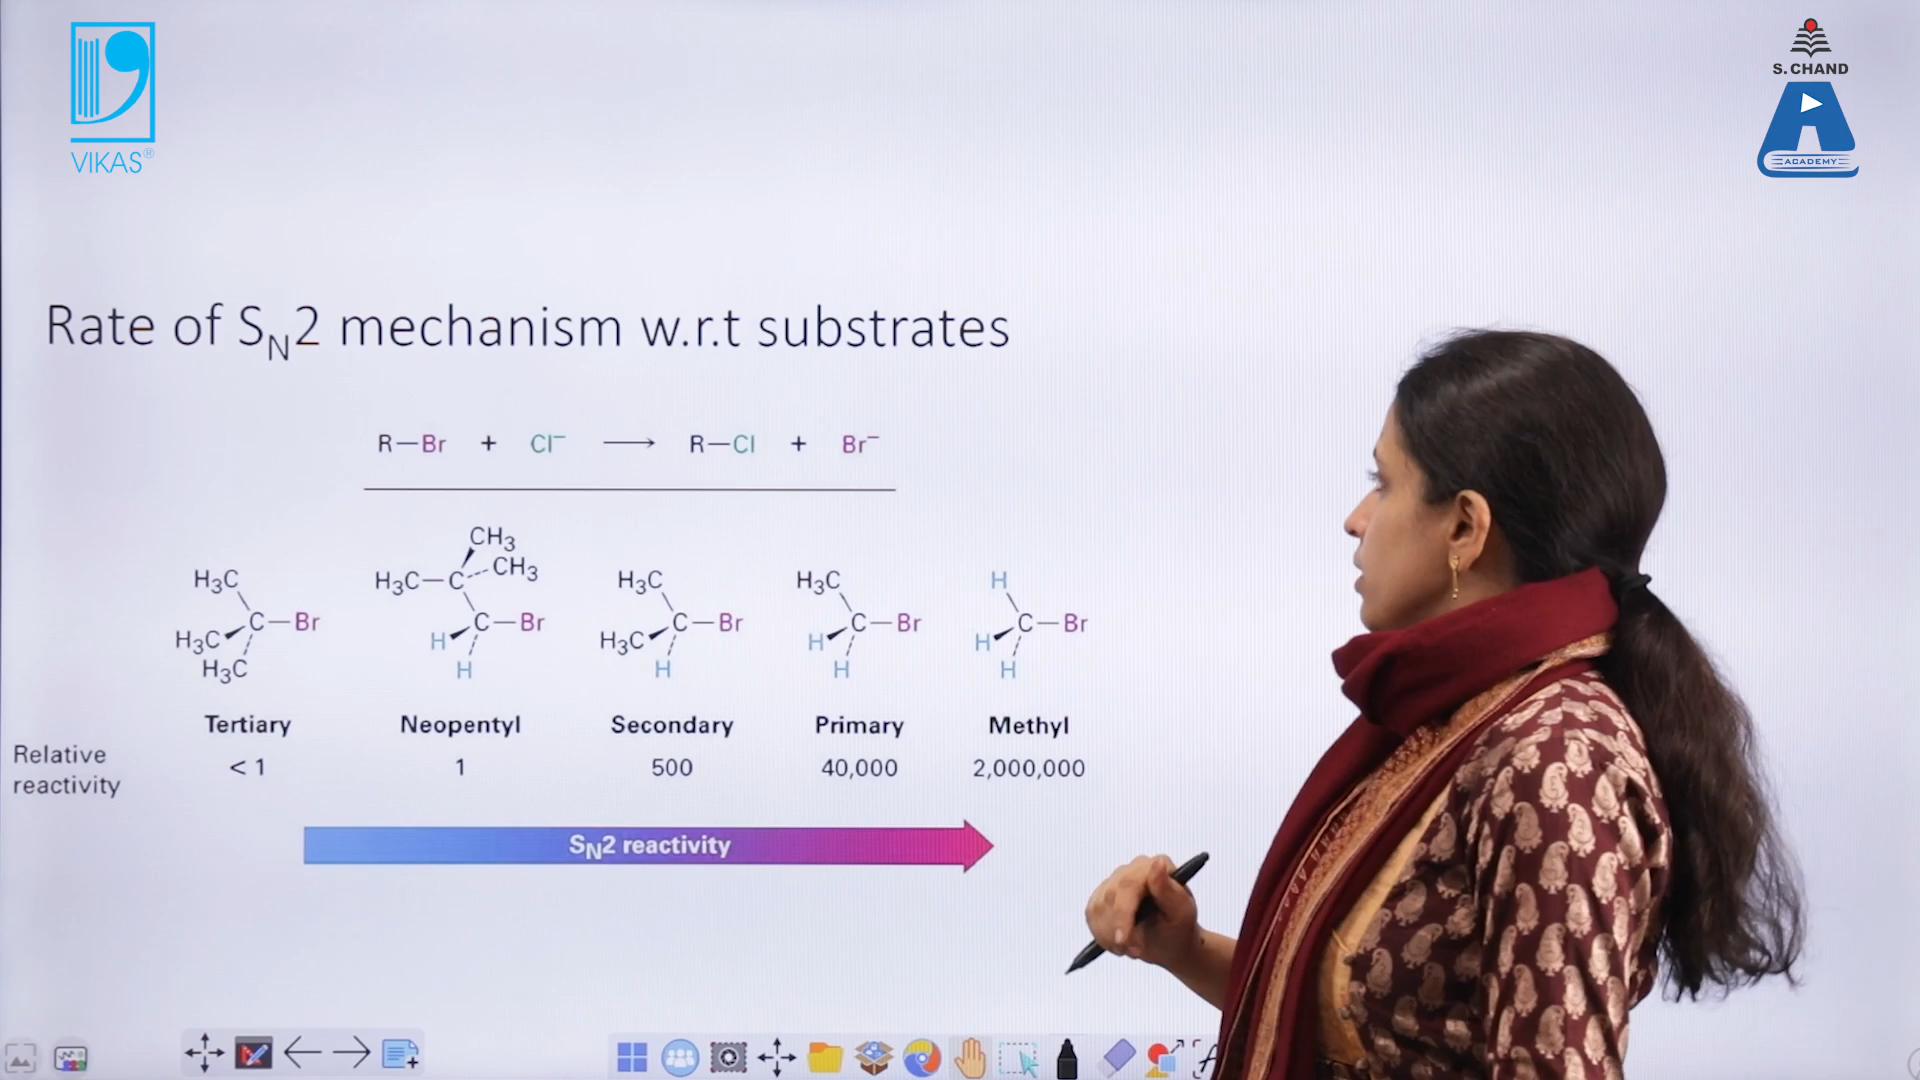 VIKAS®
S. CHAND
ACADEMY
Rate of SN2 mechanism w.r.t substrates
R—Br + Cl⁻ ⟶ R—Cl + Br⁻
H3C H3C H3C C—Br
CH3 CH3 H3C—C C—Br H H
H3C H3C C—Br H
H3C C—Br H H
H C—Br H H
Tertiary Neopentyl Secondary Primary Methyl
Relative reactivity < 1 1 500 40,000 2,000,000
SN2 reactivity